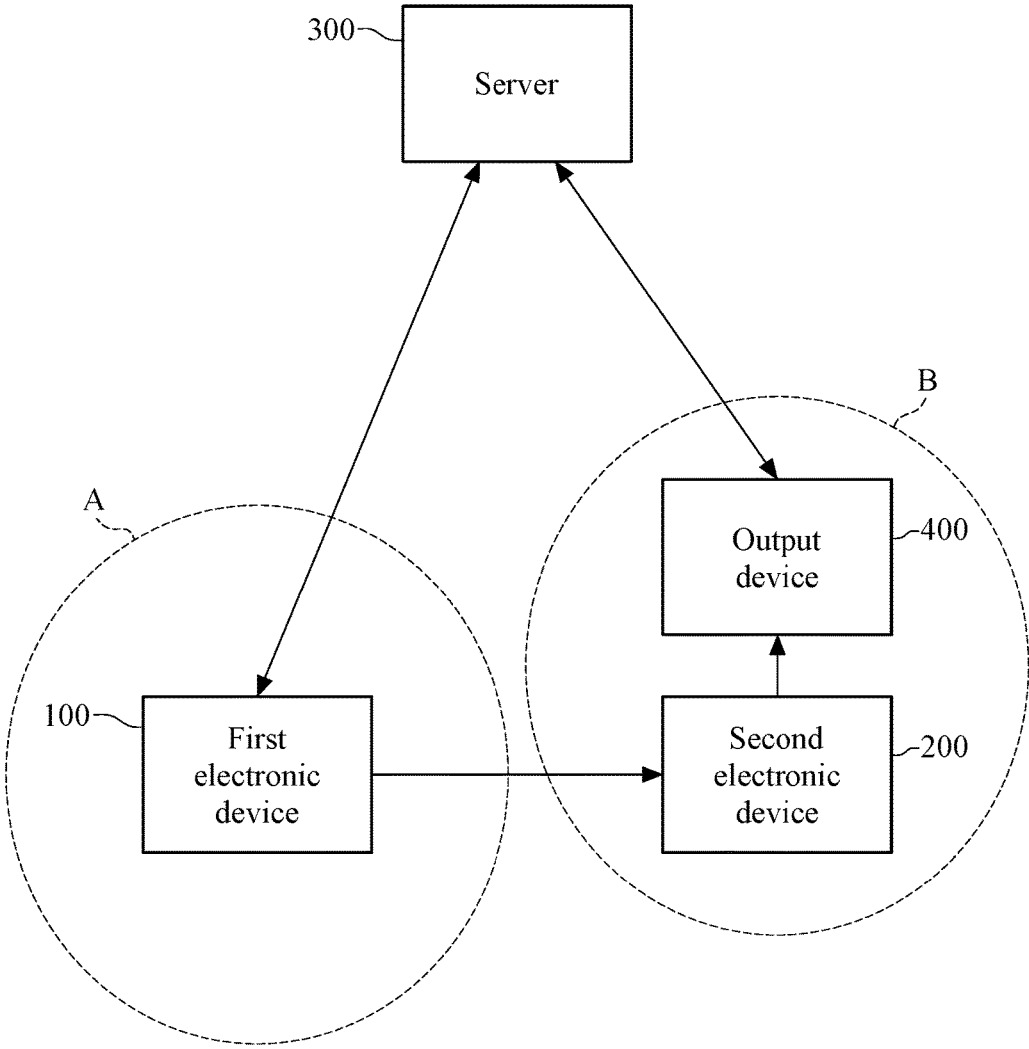 300
Server
B
A
Output
device
400
100
First
electronic
device
Second
electronic
device
200